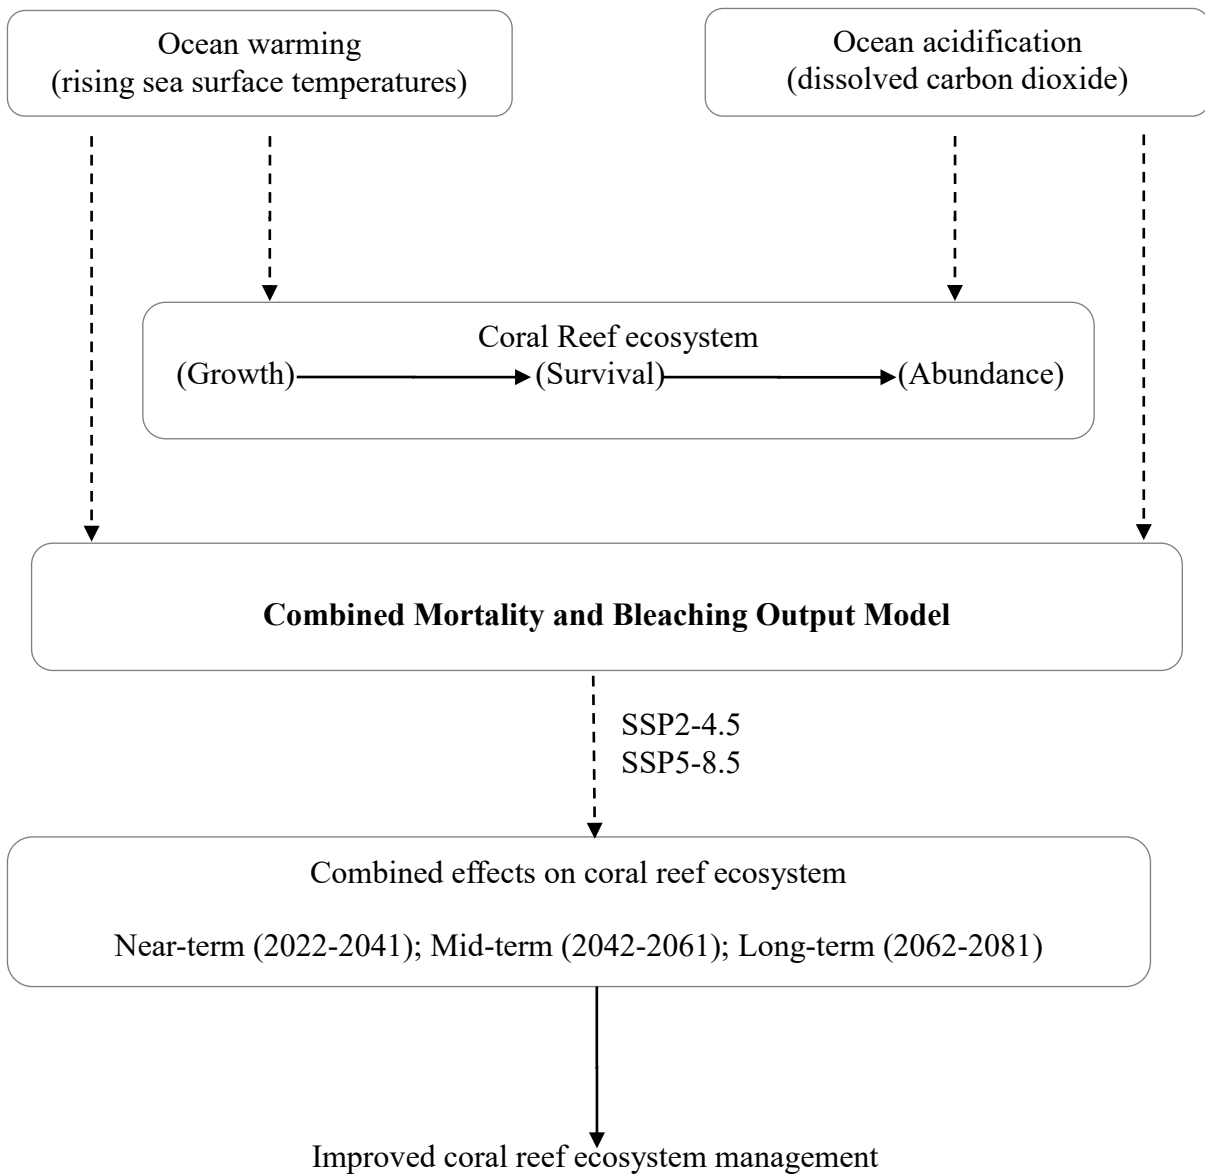 Ocean warming
(rising sea surface temperatures)
Ocean acidification
(dissolved carbon dioxide)
Coral Reef ecosystem
(Growth) (Survival) (Abundance)
Combined Mortality and Bleaching Output Model
SSP2-4.5
SSP5-8.5
Combined effects on coral reef ecosystem
Near-term (2022-2041); Mid-term (2042-2061); Long-term (2062-2081)
Improved coral reef ecosystem management